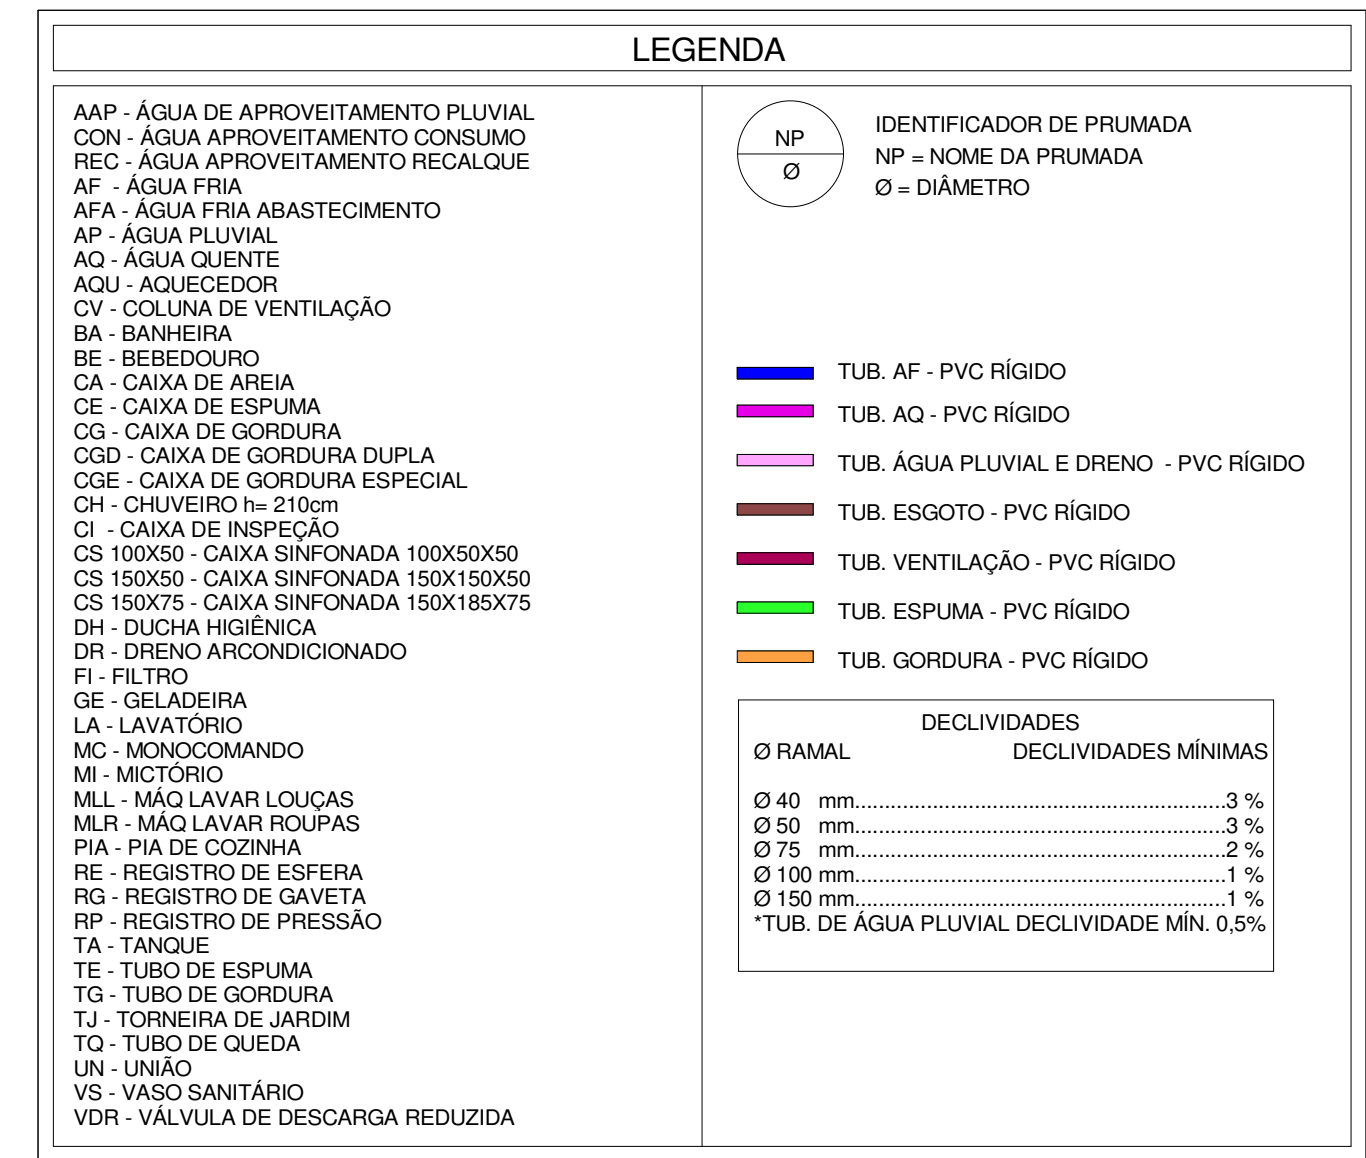 LEGENDA
AAP - ÁGUA DE APROVEITAMENTO PLUVIAL
CON - ÁGUA APROVEITAMENTO CONSUMO
REC - ÁGUA APROVEITAMENTO RECALQUE
AF - ÁGUA FRIA
AFA - ÁGUA FRIA ABASTECIMENTO
AP - ÁGUA PLUVIAL
AQ - ÁGUA QUENTE
AQU - AQUECEDOR
CV - COLUNA DE VENTILAÇÃO
BA - BANHEIRA
BE - BEBEDOURO
CA - CAIXA DE AREIA
CE - CAIXA DE ESPUMA
CG - CAIXA DE GORDURA
CGD - CAIXA DE GORDURA DUPLA
CGE - CAIXA DE GORDURA ESPECIAL
CH - CHUVEIRO h= 210cm
CI - CAIXA DE INSPEÇÃO
CS 100X50 - CAIXA SINFONADA 100X50X50
CS 150X50 - CAIXA SINFONADA 150X150X50
CS 150X75 - CAIXA SINFONADA 150X185X75
DH - DUCHA HIGIÊNICA
DR - DRENO ARCONDICIONADO
FI - FILTRO
GE - GELADEIRA
LA - LAVATÓRIO
MC - MONOCOMANDO
MI - MICTÓRIO
MLL - MÁQ LAVAR LOUÇAS
MLR - MÁQ LAVAR ROUPAS
PIA - PIA DE COZINHA
RE - REGISTRO DE ESFERA
RG - REGISTRO DE GAVETA
RP - REGISTRO DE PRESSÃO
TA - TANQUE
TE - TUBO DE ESPUMA
TG - TUBO DE GORDURA
TJ - TORNEIRA DE JARDIM
TQ - TUBO DE QUEDA
UN - UNIÃO
VS - VASO SANITÁRIO
VDR - VÁLVULA DE DESCARGA REDUZIDA
NP
Ø
IDENTIFICADOR DE PRUMADA
NP = NOME DA PRUMADA
Ø = DIÂMETRO
TUB. AF - PVC RÍGIDO
TUB. AQ - PVC RÍGIDO
TUB. ÁGUA PLUVIAL E DRENO - PVC RÍGIDO
TUB. ESGOTO - PVC RÍGIDO
TUB. VENTILAÇÃO - PVC RÍGIDO
TUB. ESPUMA - PVC RÍGIDO
TUB. GORDURA - PVC RÍGIDO
DECLIVIDADES
Ø RAMAL DECLIVIDADES MÍNIMAS
Ø 40 mm................................................................3 %
Ø 50 mm................................................................3 %
Ø 75 mm................................................................2 %
Ø 100 mm................................................................1 %
Ø 150 mm................................................................1 %
*TUB. DE ÁGUA PLUVIAL DECLIVIDADE MÍN. 0,5%